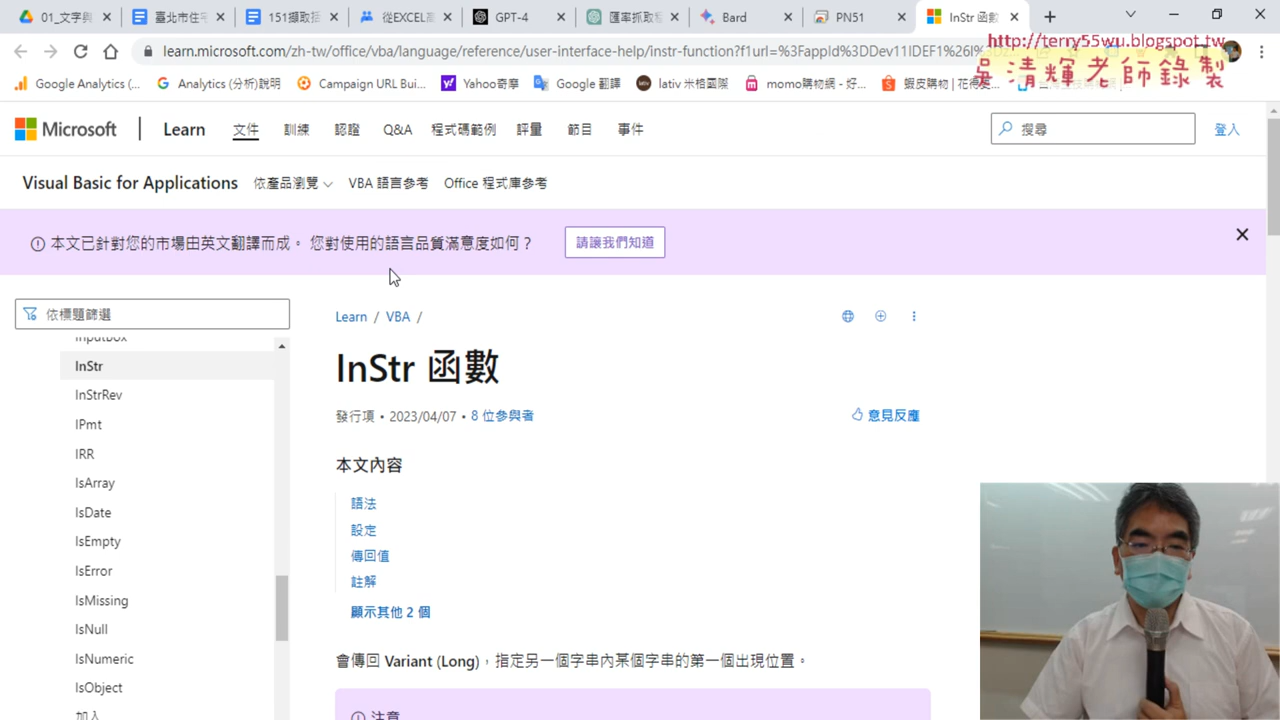 01_文字與
臺北市住宅
151擷取括
從EXCEL函
GPT-4
匯率抓取程
Bard
PN51
InStr 函數
learn.microsoft.com/zh-tw/office/vba/language/reference/user-interface-help/instr-function?f1url=%3FappId%3DDev11IDEF1%26l%3D
http://terry55wu.blogspot.tw
吳清輝老師錄製
Google Analytics (...
Analytics (分析)說明
Campaign URL Bui...
Yahoo奇摩
Google 翻譯
lativ 米格國際
momo購物網 - 好...
蝦皮購物 | 花得更...
Microsoft
Learn
文件
訓練
認證
Q&A
程式碼範例
評量
節目
事件
搜尋
登入
Visual Basic for Applications
依產品瀏覽
VBA 語言參考
Office 程式庫參考
本文已針對您的市場由英文翻譯而成。 您對使用的語言品質滿意度如何？
請讓我們知道
依標題篩選
InputBox
InStr
InStrRev
IPmt
IRR
IsArray
IsDate
IsEmpty
IsError
IsMissing
IsNull
IsNumeric
IsObject
加入
Learn / VBA /
InStr 函數
發行項 • 2023/04/07 • 8 位參與者
意見反應
本文內容
語法
設定
傳回值
註解
顯示其他 2 個
會傳回 Variant (Long)，指定另一個字串內某個字串的第一個出現位置。
注意